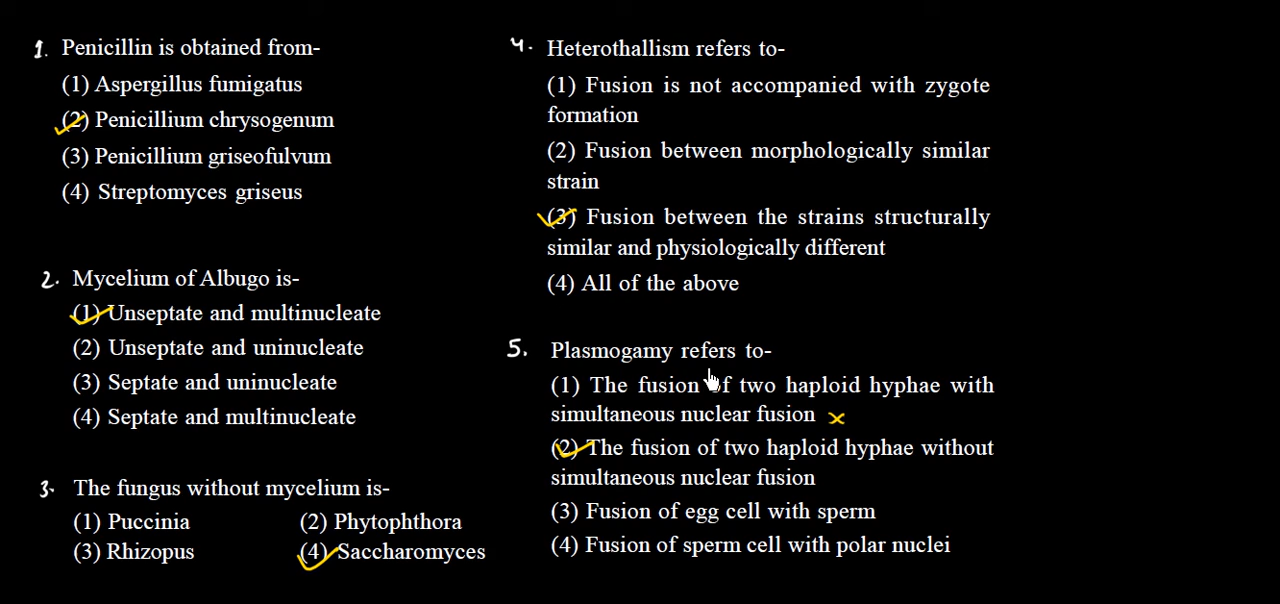 1. Penicillin is obtained from-
(1) Aspergillus fumigatus
(2) Penicillium chrysogenum
(3) Penicillium griseofulvum
(4) Streptomyces griseus
2. Mycelium of Albugo is-
(1) Unseptate and multinucleate
(2) Unseptate and uninucleate
(3) Septate and uninucleate
(4) Septate and multinucleate
3. The fungus without mycelium is-
(1) Puccinia (2) Phytophthora
(3) Rhizopus (4) Saccharomyces
4. Heterothallism refers to-
(1) Fusion is not accompanied with zygote
formation
(2) Fusion between morphologically similar
strain
(3) Fusion between the strains structurally
similar and physiologically different
(4) All of the above
5. Plasmogamy refers to-
(1) The fusion of two haploid hyphae with
simultaneous nuclear fusion ×
(2) The fusion of two haploid hyphae without
simultaneous nuclear fusion
(3) Fusion of egg cell with sperm
(4) Fusion of sperm cell with polar nuclei